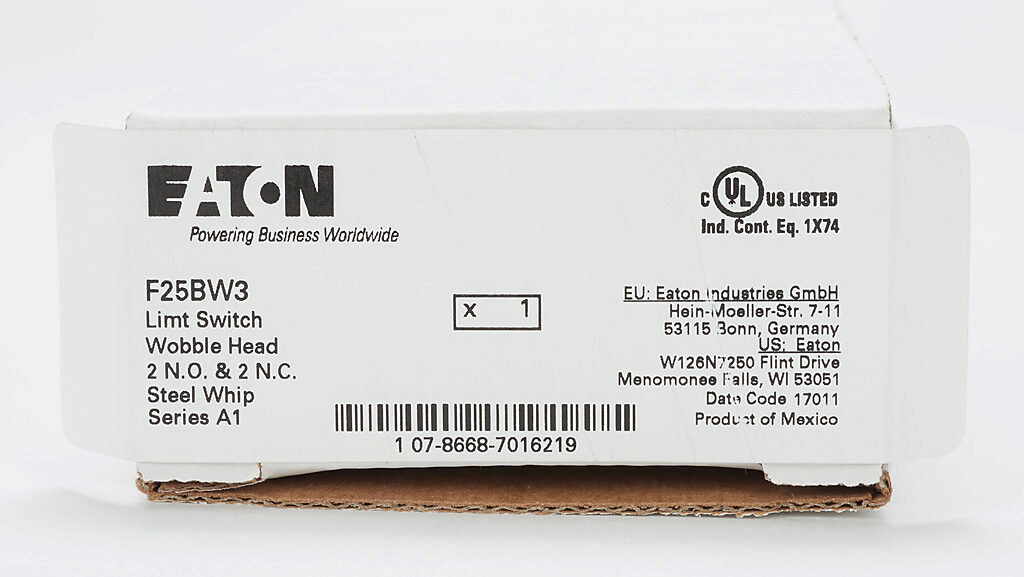 EATON
Powering Business Worldwide
C UL US LISTED
Ind. Cont. Eq. 1X74
F25BW3
Limt Switch
Wobble Head
2 N.O. & 2 N.C.
Steel Whip
Series A1
x 1
EU: Eaton Industries GmbH
Hein-Moeller-Str. 7-11
53115 Bonn, Germany
US: Eaton
W126N7250 Flint Drive
Menomonee Falls, WI 53051
Date Code 17011
Product of Mexico
1 07-8668-7016219